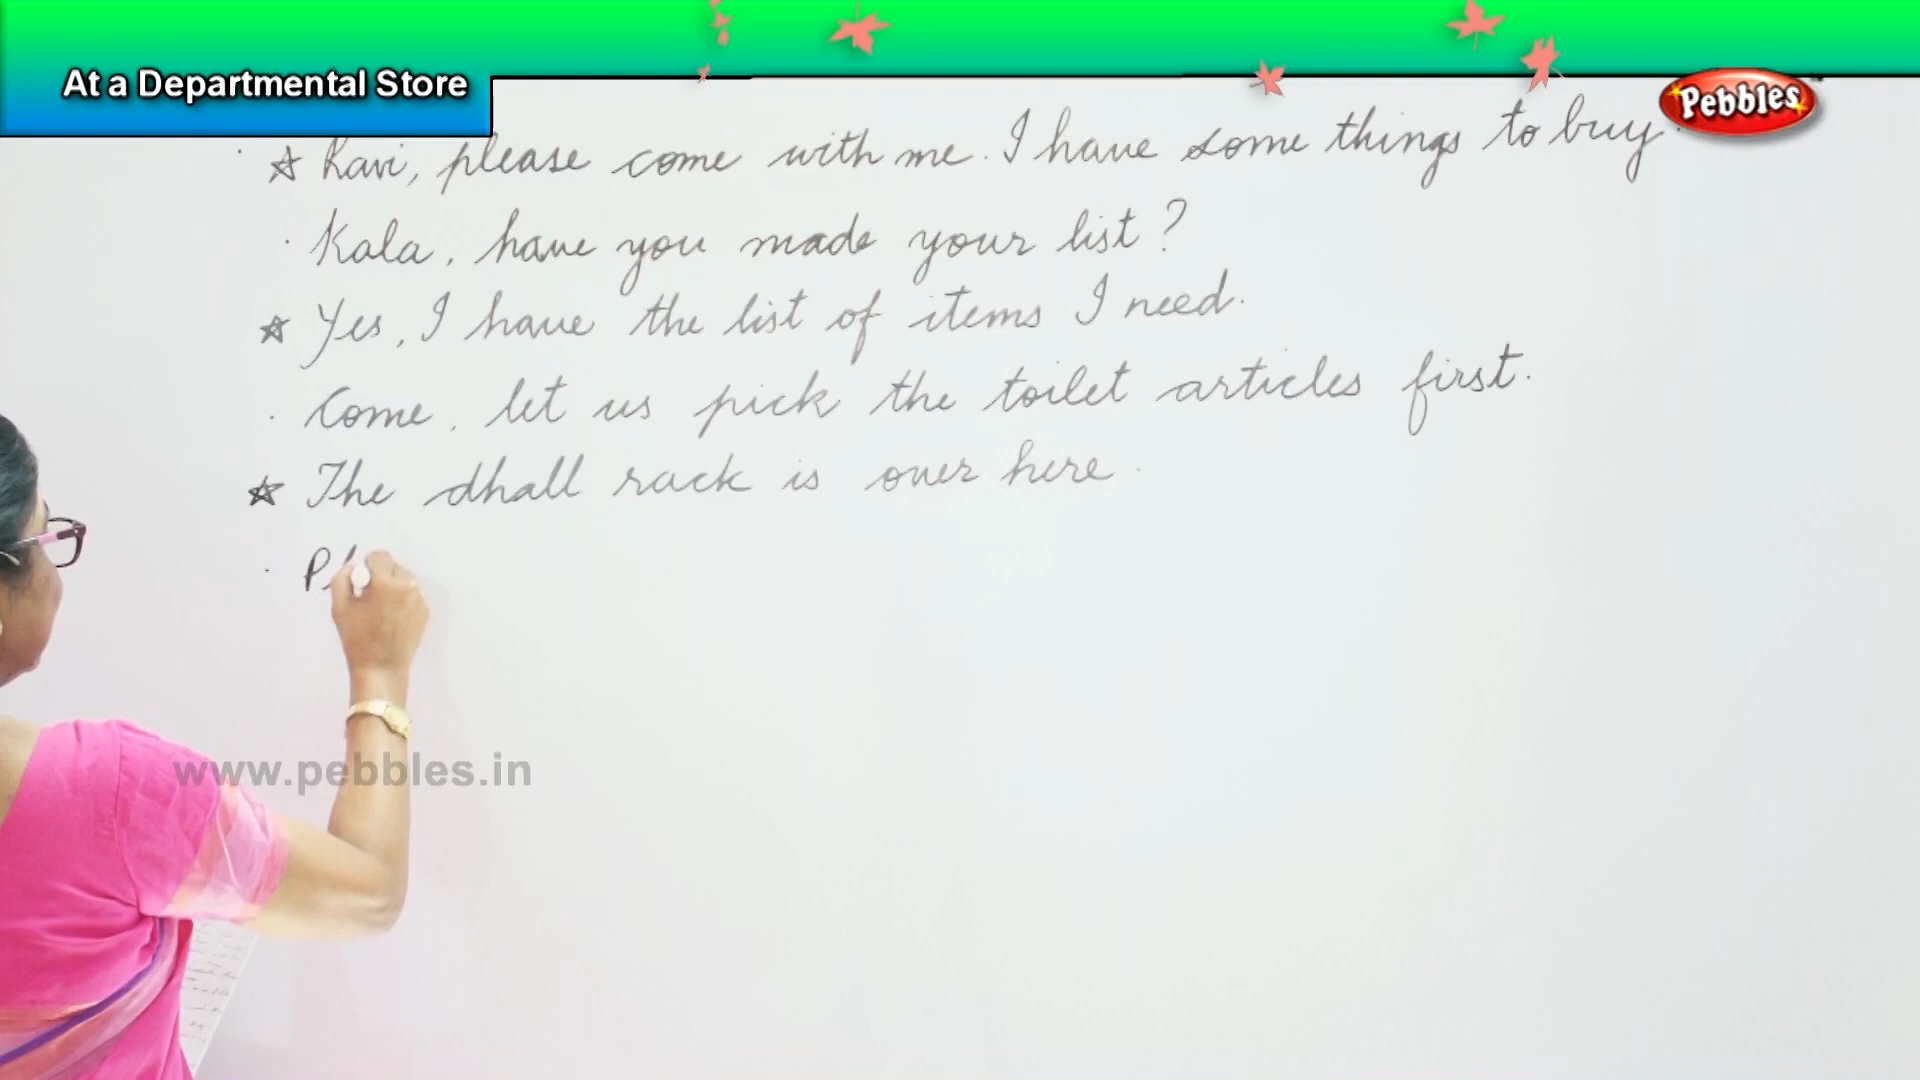 At a Departmental Store
Pebbles
☆ Ravi, please come with me. I have some things to buy.
. Kala, have you made your list?
☆ Yes, I have the list of items I need.
. Come, let us pick the toilet articles first.
☆ The dhall rack is over here.
. Pl
www.pebbles.in